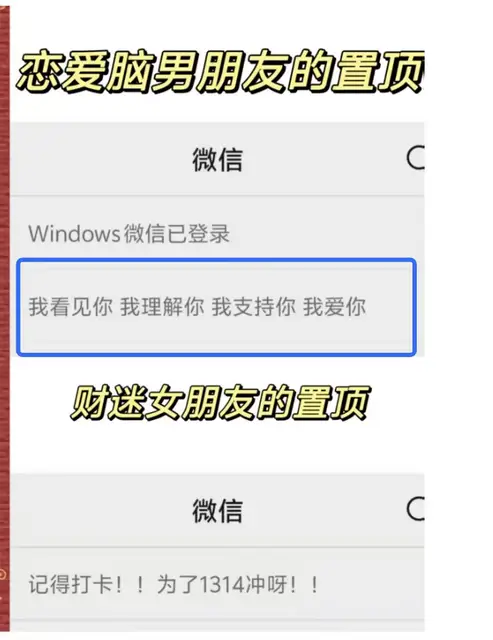 恋爱脑男朋友的置顶
微信
Windows微信已登录
我看见你 我理解你 我支持你 我爱你
财迷女朋友的置顶
微信
记得打卡！！为了1314冲呀！！